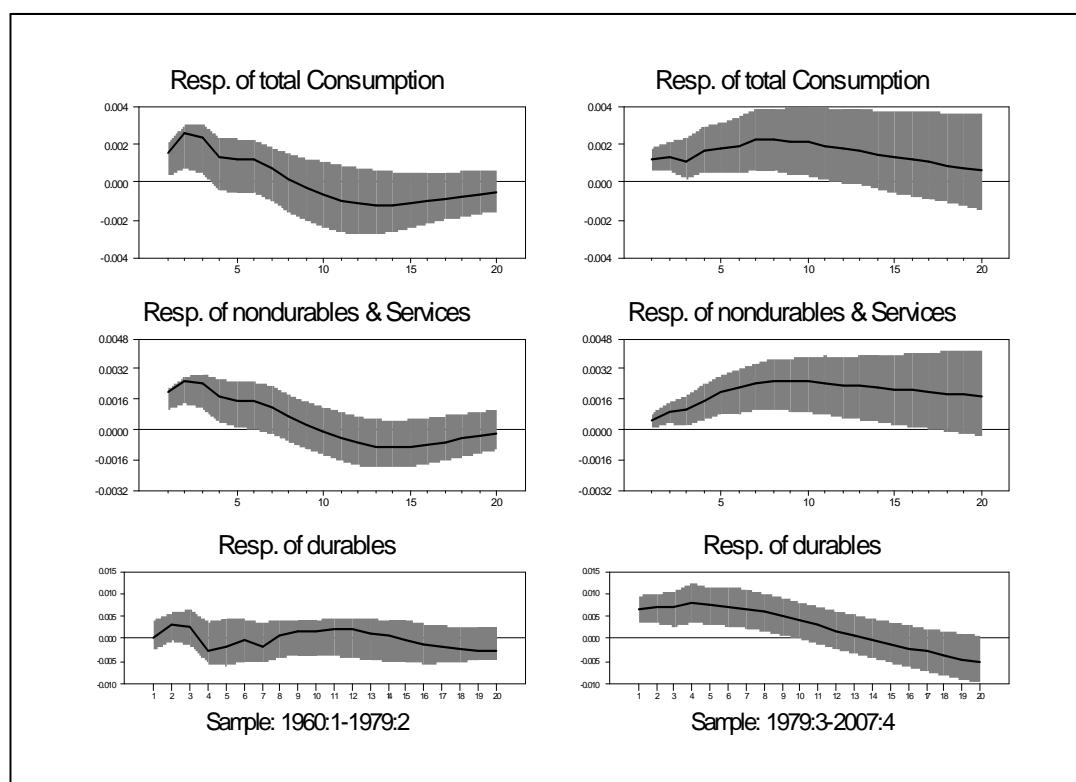 Resp. of total Consumption Resp. of total Consumption
0.004 0.004
0.002 0.002
0.000 0.000
-0.002 -0.002
-0.004 -0.004
5 10 15 20 5 10 15 20
Resp. of nondurables & Services Resp. of nondurables & Services
0.0048 0.0048
0.0032 0.0032
0.0016 0.0016
0.0000 0.0000
-0.0016 -0.0016
-0.0032 -0.0032
5 10 15 20 5 10 15 20
Resp. of durables Resp. of durables
0.015 0.015
0.010 0.010
0.005 0.005
0.000 0.000
-0.005 -0.005
-0.010 -0.010
1 2 3 4 5 6 7 8 9 10 11 12 13 14 15 16 17 18 19 20 1 2 3 4 5 6 7 8 9 10 11 12 13 14 15 16 17 18 19 20
Sample: 1960:1-1979:2 Sample: 1979:3-2007:4